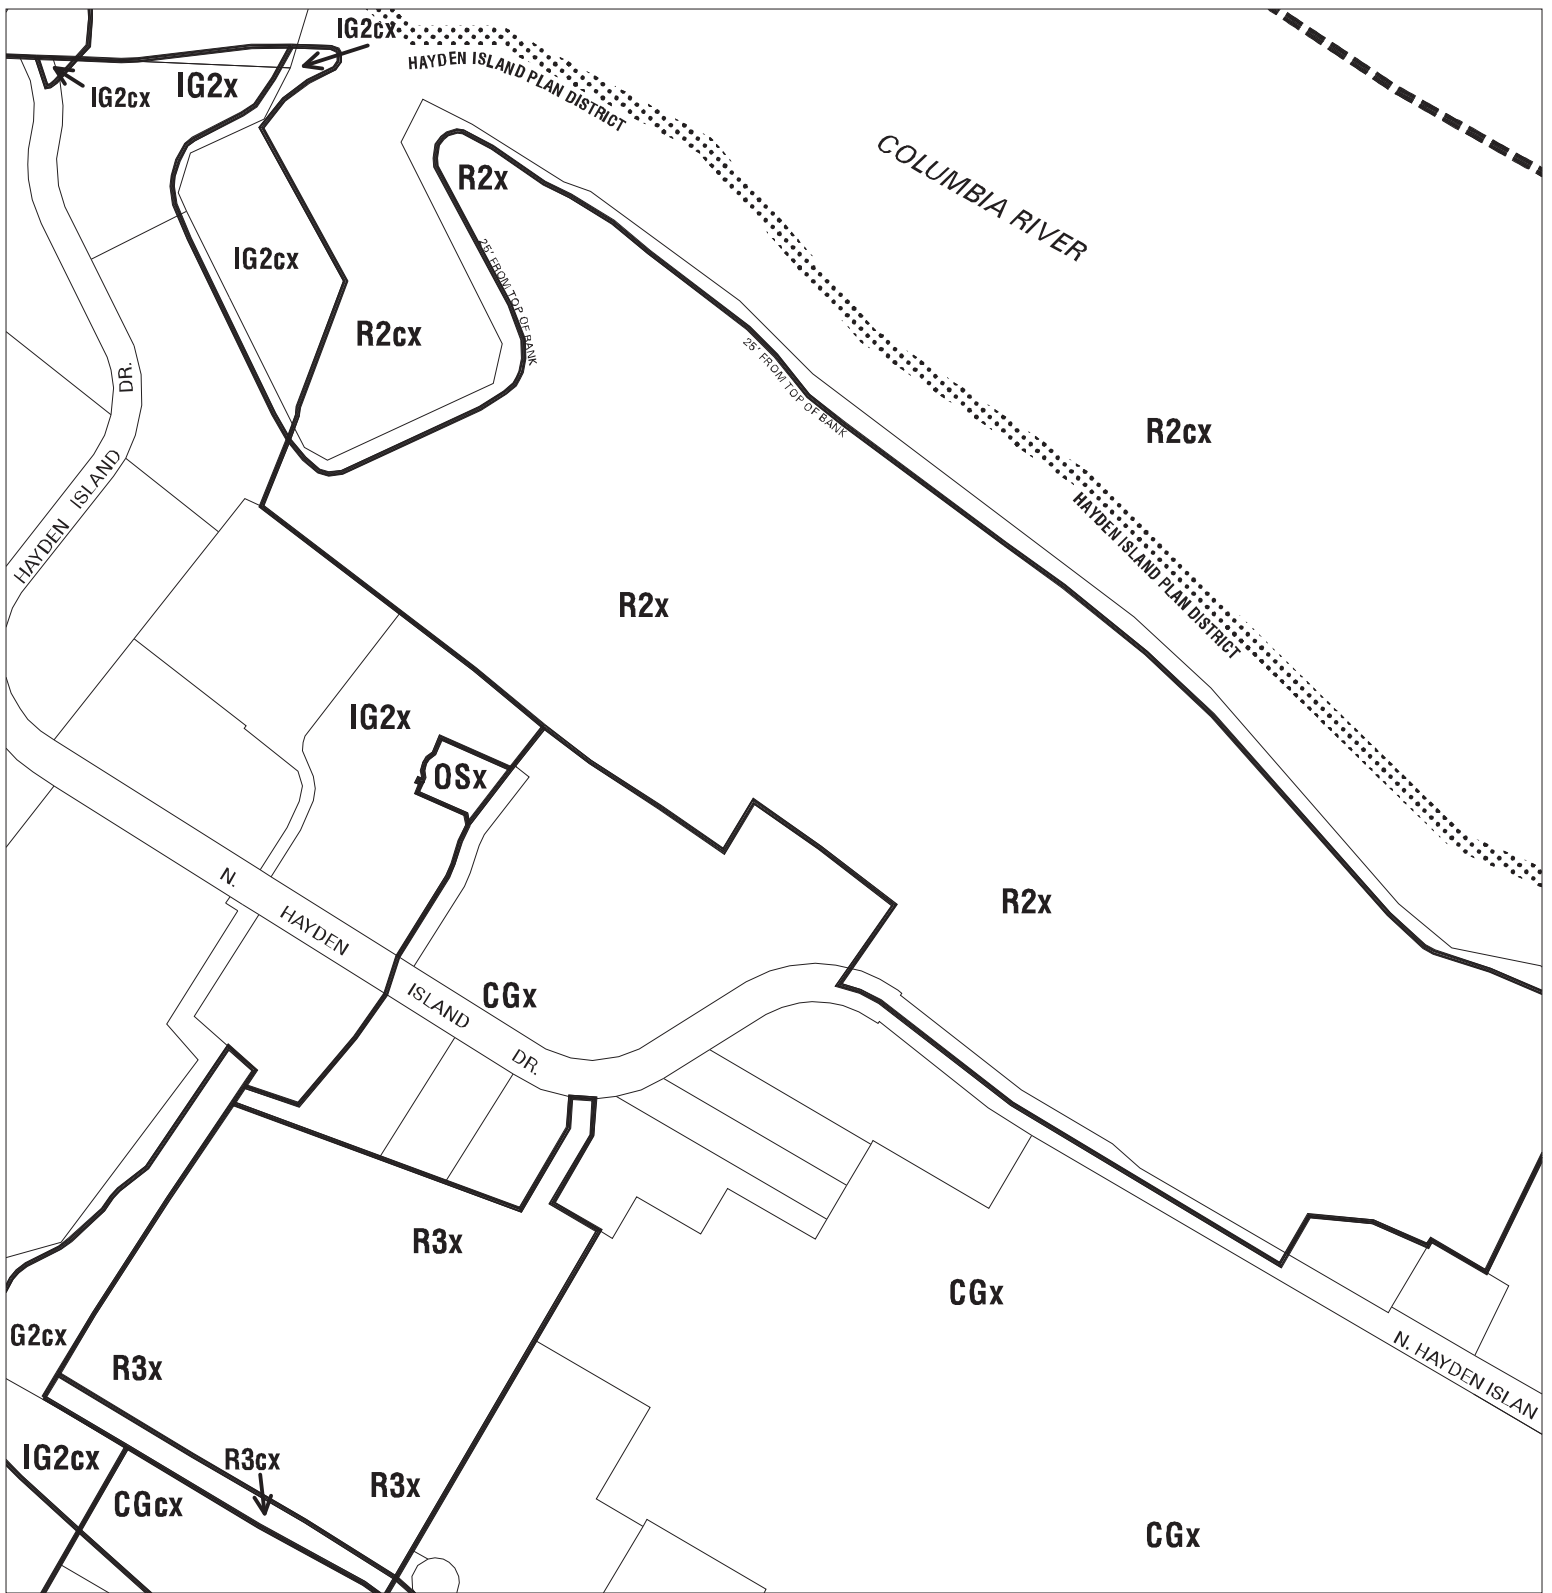 IG2cx
HAYDEN ISLAND PLAN DISTRICT
IG2x
IG2cx
COLUMBIA RIVER
R2x
IG2cx
25' FROM TOP OF BANK
R2cx
25' FROM TOP OF BANK
DR.
HAYDEN ISLAND
R2cx
HAYDEN ISLAND PLAN DISTRICT
R2x
IG2x
OSx
N. HAYDEN ISLAND DR.
R2x
CGx
R3x
CGx
G2cx
R3x
N. HAYDEN ISLAN
IG2cx
R3cx
R3x
CGcx
CGx